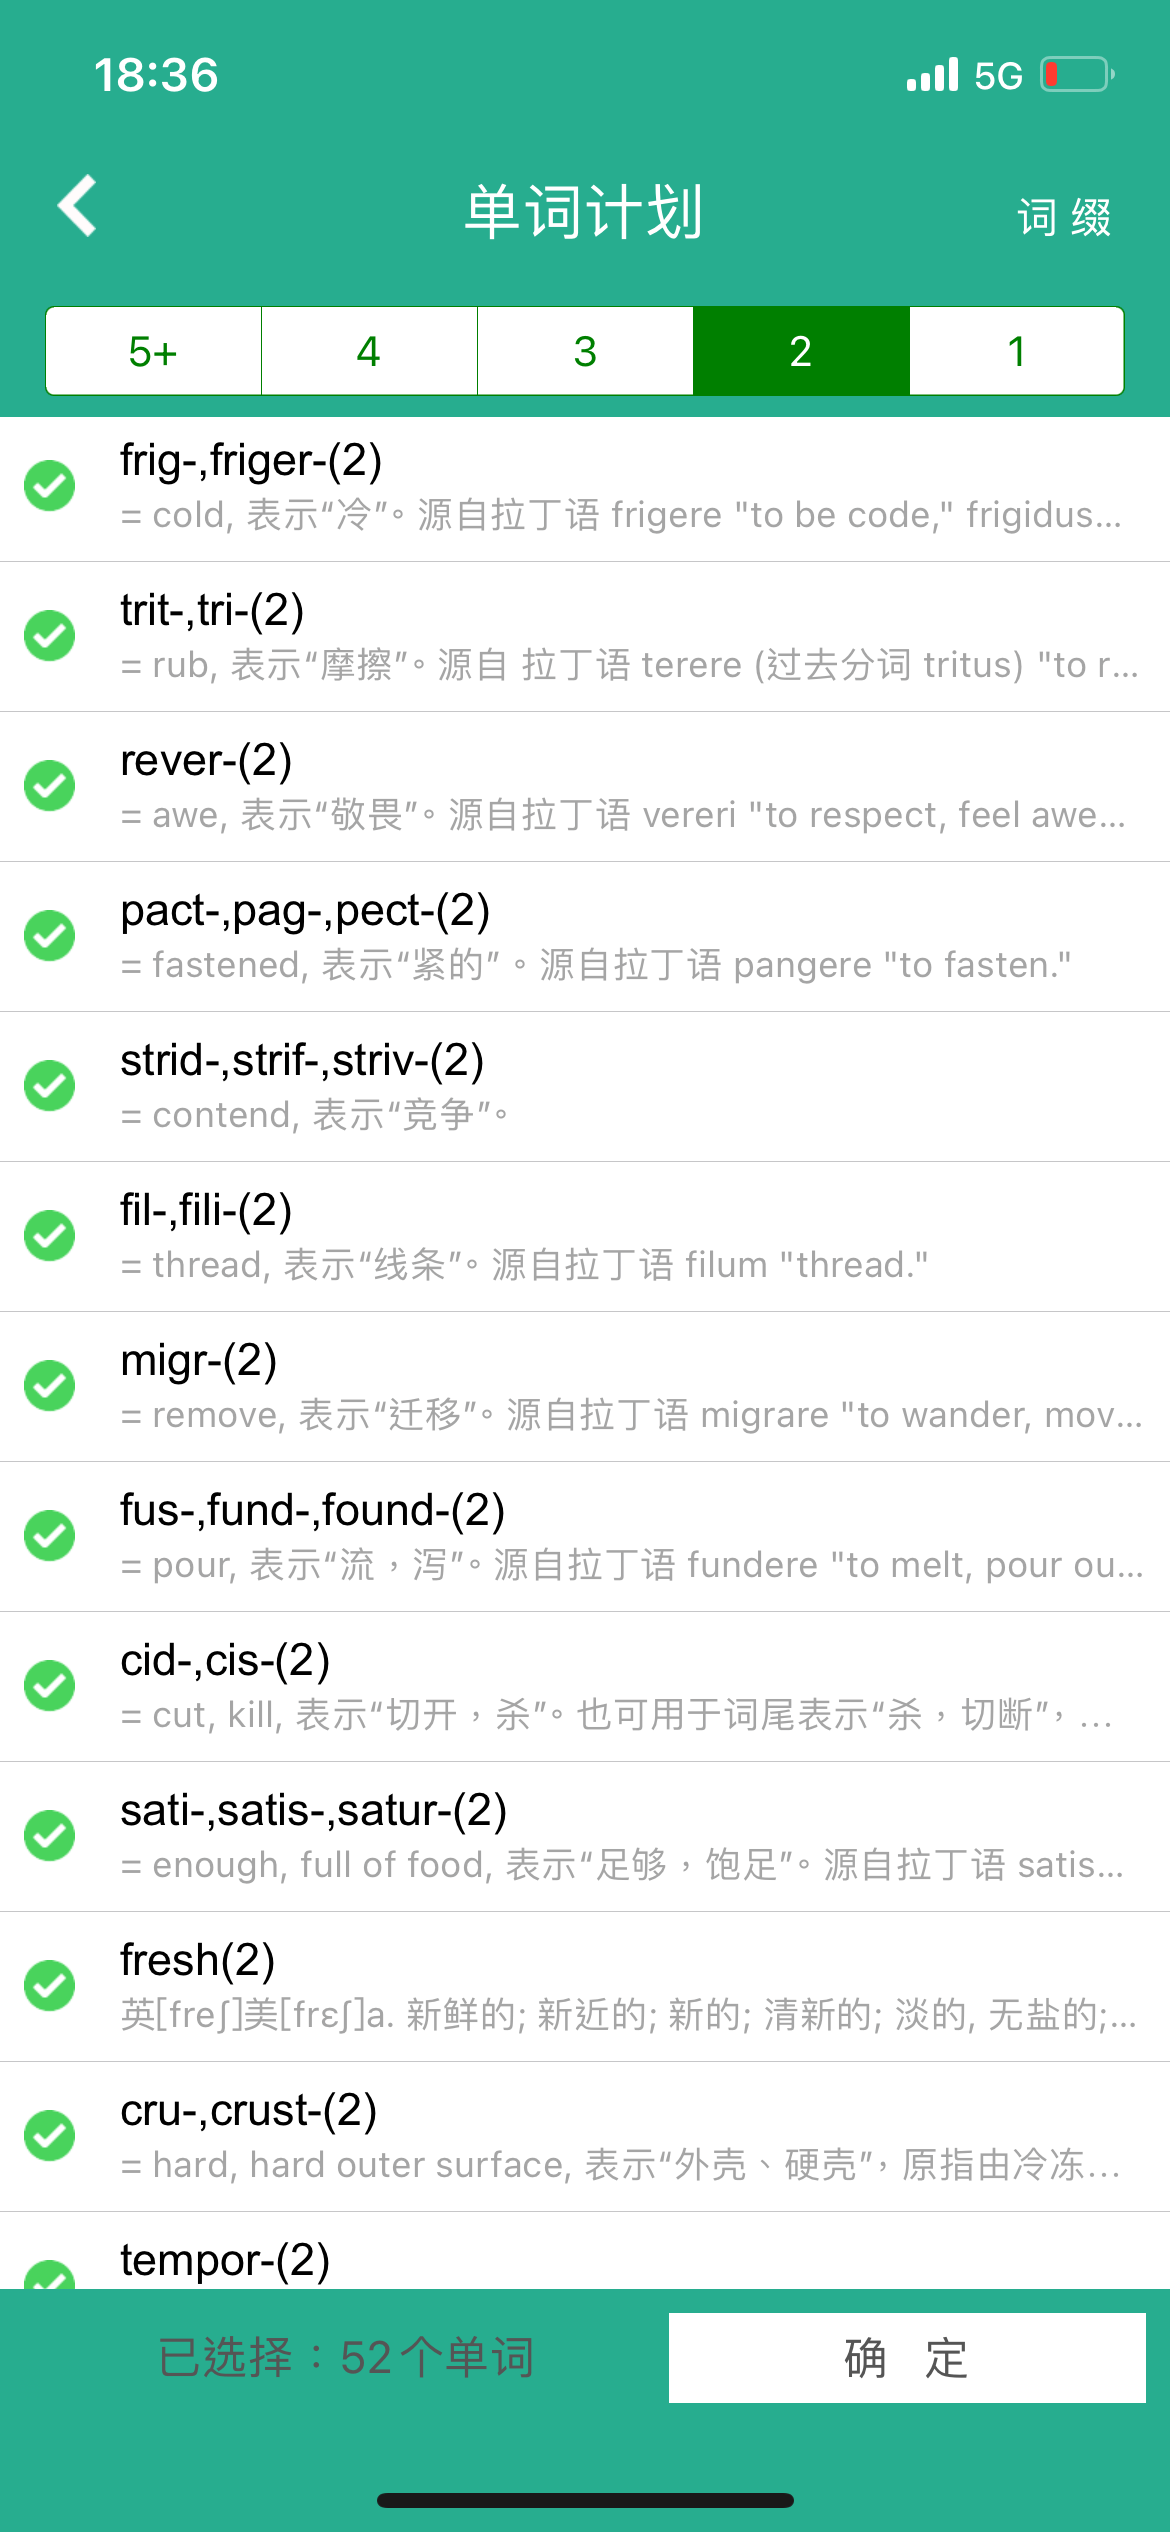 18:36
5G
单词计划
词 缀
5+
4
3
2
1
frig-,friger-(2)
= cold, 表示“冷”。源自拉丁语 frigere "to be code," frigidus...
trit-,tri-(2)
= rub, 表示“摩擦”。源自 拉丁语 terere (过去分词 tritus) "to r...
rever-(2)
= awe, 表示“敬畏”。源自拉丁语 vereri "to respect, feel awe...
pact-,pag-,pect-(2)
= fastened, 表示“紧的” 。源自拉丁语 pangere "to fasten."
strid-,strif-,striv-(2)
= contend, 表示“竞争”。
fil-,fili-(2)
= thread, 表示“线条”。源自拉丁语 filum "thread."
migr-(2)
= remove, 表示“迁移”。源自拉丁语 migrare "to wander, mov...
fus-,fund-,found-(2)
= pour, 表示“流，泻”。源自拉丁语 fundere "to melt, pour ou...
cid-,cis-(2)
= cut, kill, 表示“切开，杀”。也可用于词尾表示“杀，切断”，...
sati-,satis-,satur-(2)
= enough, full of food, 表示“足够，饱足”。源自拉丁语 satis...
fresh(2)
英[freʃ]美[frɛʃ]a. 新鲜的; 新近的; 新的; 清新的; 淡的, 无盐的;...
cru-,crust-(2)
= hard, hard outer surface, 表示“外壳、硬壳”，原指由冷冻...
tempor-(2)
已选择：52个单词
确 定